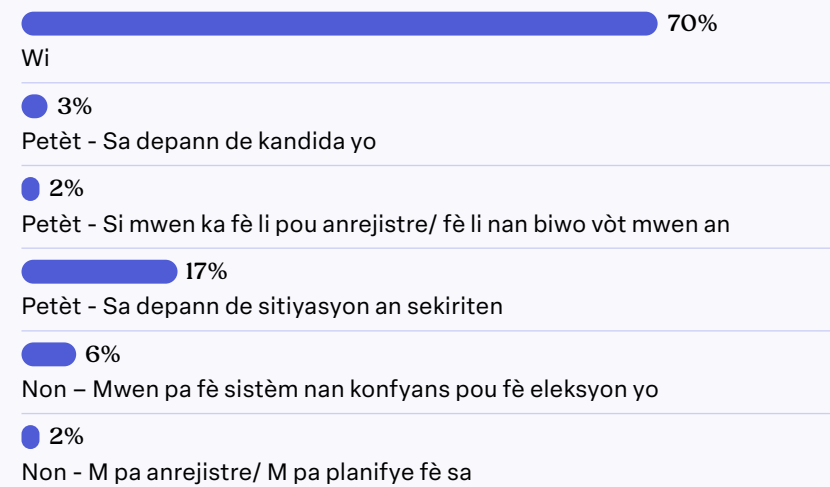 70%
Wi
3%
Petèt - Sa depann de kandida yo
2%
Petèt - Si mwen ka fè li pou anrejistre/ fè li nan biwo vòt mwen an
17%
Petèt - Sa depann de sitiyasyon an sekiriten
6%
Non – Mwen pa fè sistèm nan konfyans pou fè eleksyon yo
2%
Non - M pa anrejistre/ M pa planifye fè sa